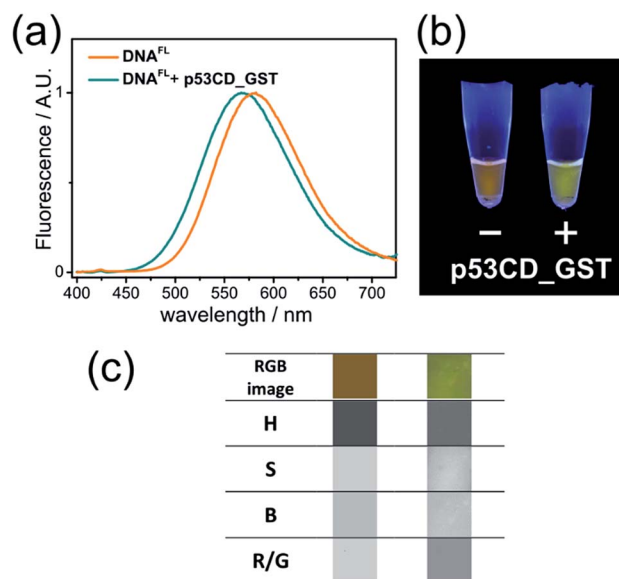 (a)
DNA^FL
DNA^FL + p53CD_GST
Fluorescence / A.U.
1
0
400 450 500 550 600 650 700
wavelength / nm
(b)
− +
p53CD_GST
(c)
RGB
image
H
S
B
R/G